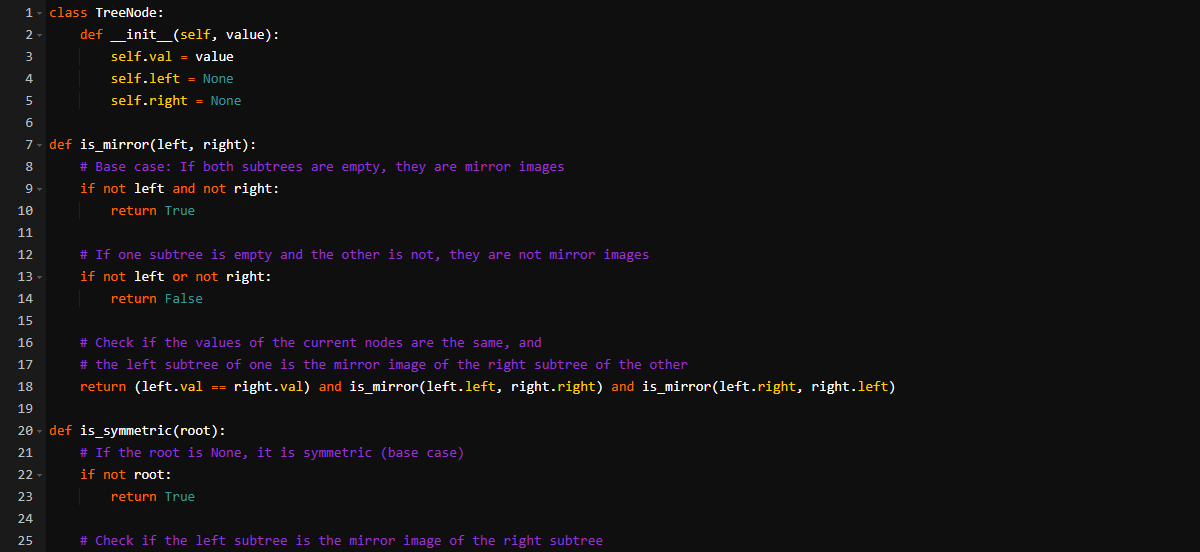 1 class TreeNode:
2     def __init__(self, value):
3         self.val = value
4         self.left = None
5         self.right = None
6
7 def is_mirror(left, right):
8     # Base case: If both subtrees are empty, they are mirror images
9     if not left and not right:
10         return True
11
12     # If one subtree is empty and the other is not, they are not mirror images
13     if not left or not right:
14         return False
15
16     # Check if the values of the current nodes are the same, and
17     # the left subtree of one is the mirror image of the right subtree of the other
18     return (left.val == right.val) and is_mirror(left.left, right.right) and is_mirror(left.right, right.left)
19
20 def is_symmetric(root):
21     # If the root is None, it is symmetric (base case)
22     if not root:
23         return True
24
25     # Check if the left subtree is the mirror image of the right subtree